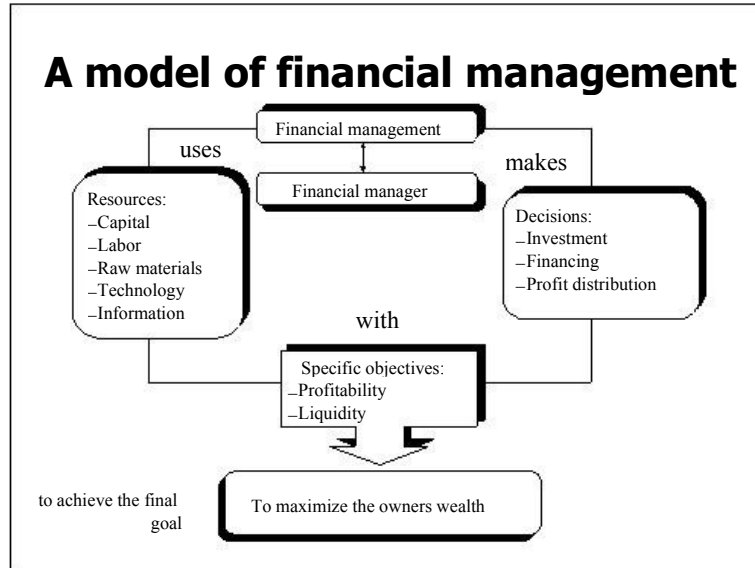 A model of financial management
Financial management
uses
makes
Financial manager
Resources:
–Capital
–Labor
–Raw materials
–Technology
–Information
Decisions:
–Investment
–Financing
–Profit distribution
with
Specific objectives:
–Profitability
–Liquidity
to achieve the final
goal
To maximize the owners wealth